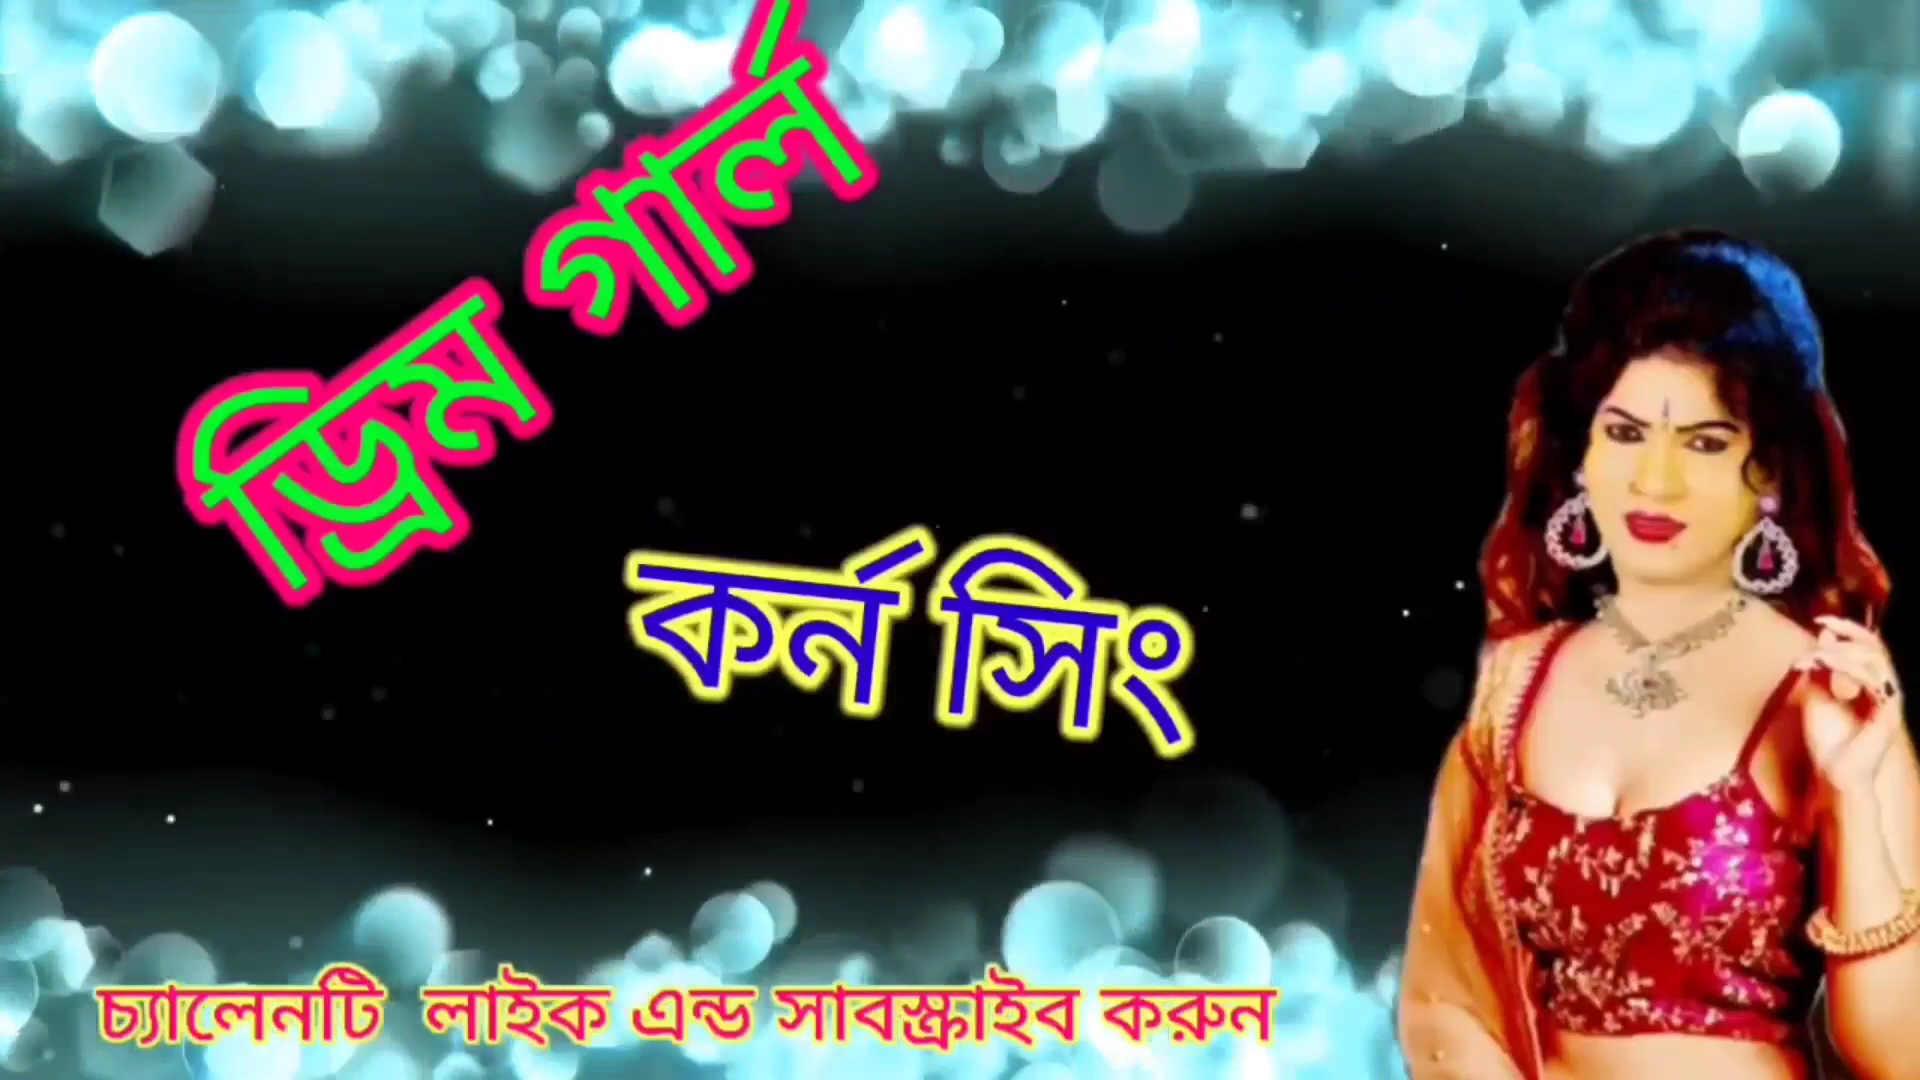 ড্রিম গার্ল
কর্ন সিং
চ্যালেনটি লাইক এন্ড সাবস্ক্রাইব করুন